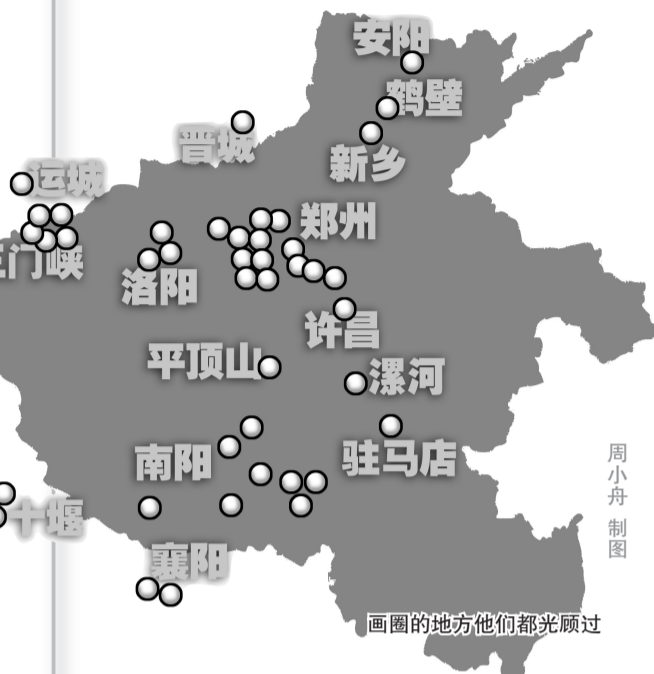 安阳
鹤壁
晋城
新乡
运城
郑州
三门峡
洛阳
许昌
平顶山
漯河
南阳
驻马店
十堰
襄阳
周小舟 制图
画圈的地方他们都光顾过